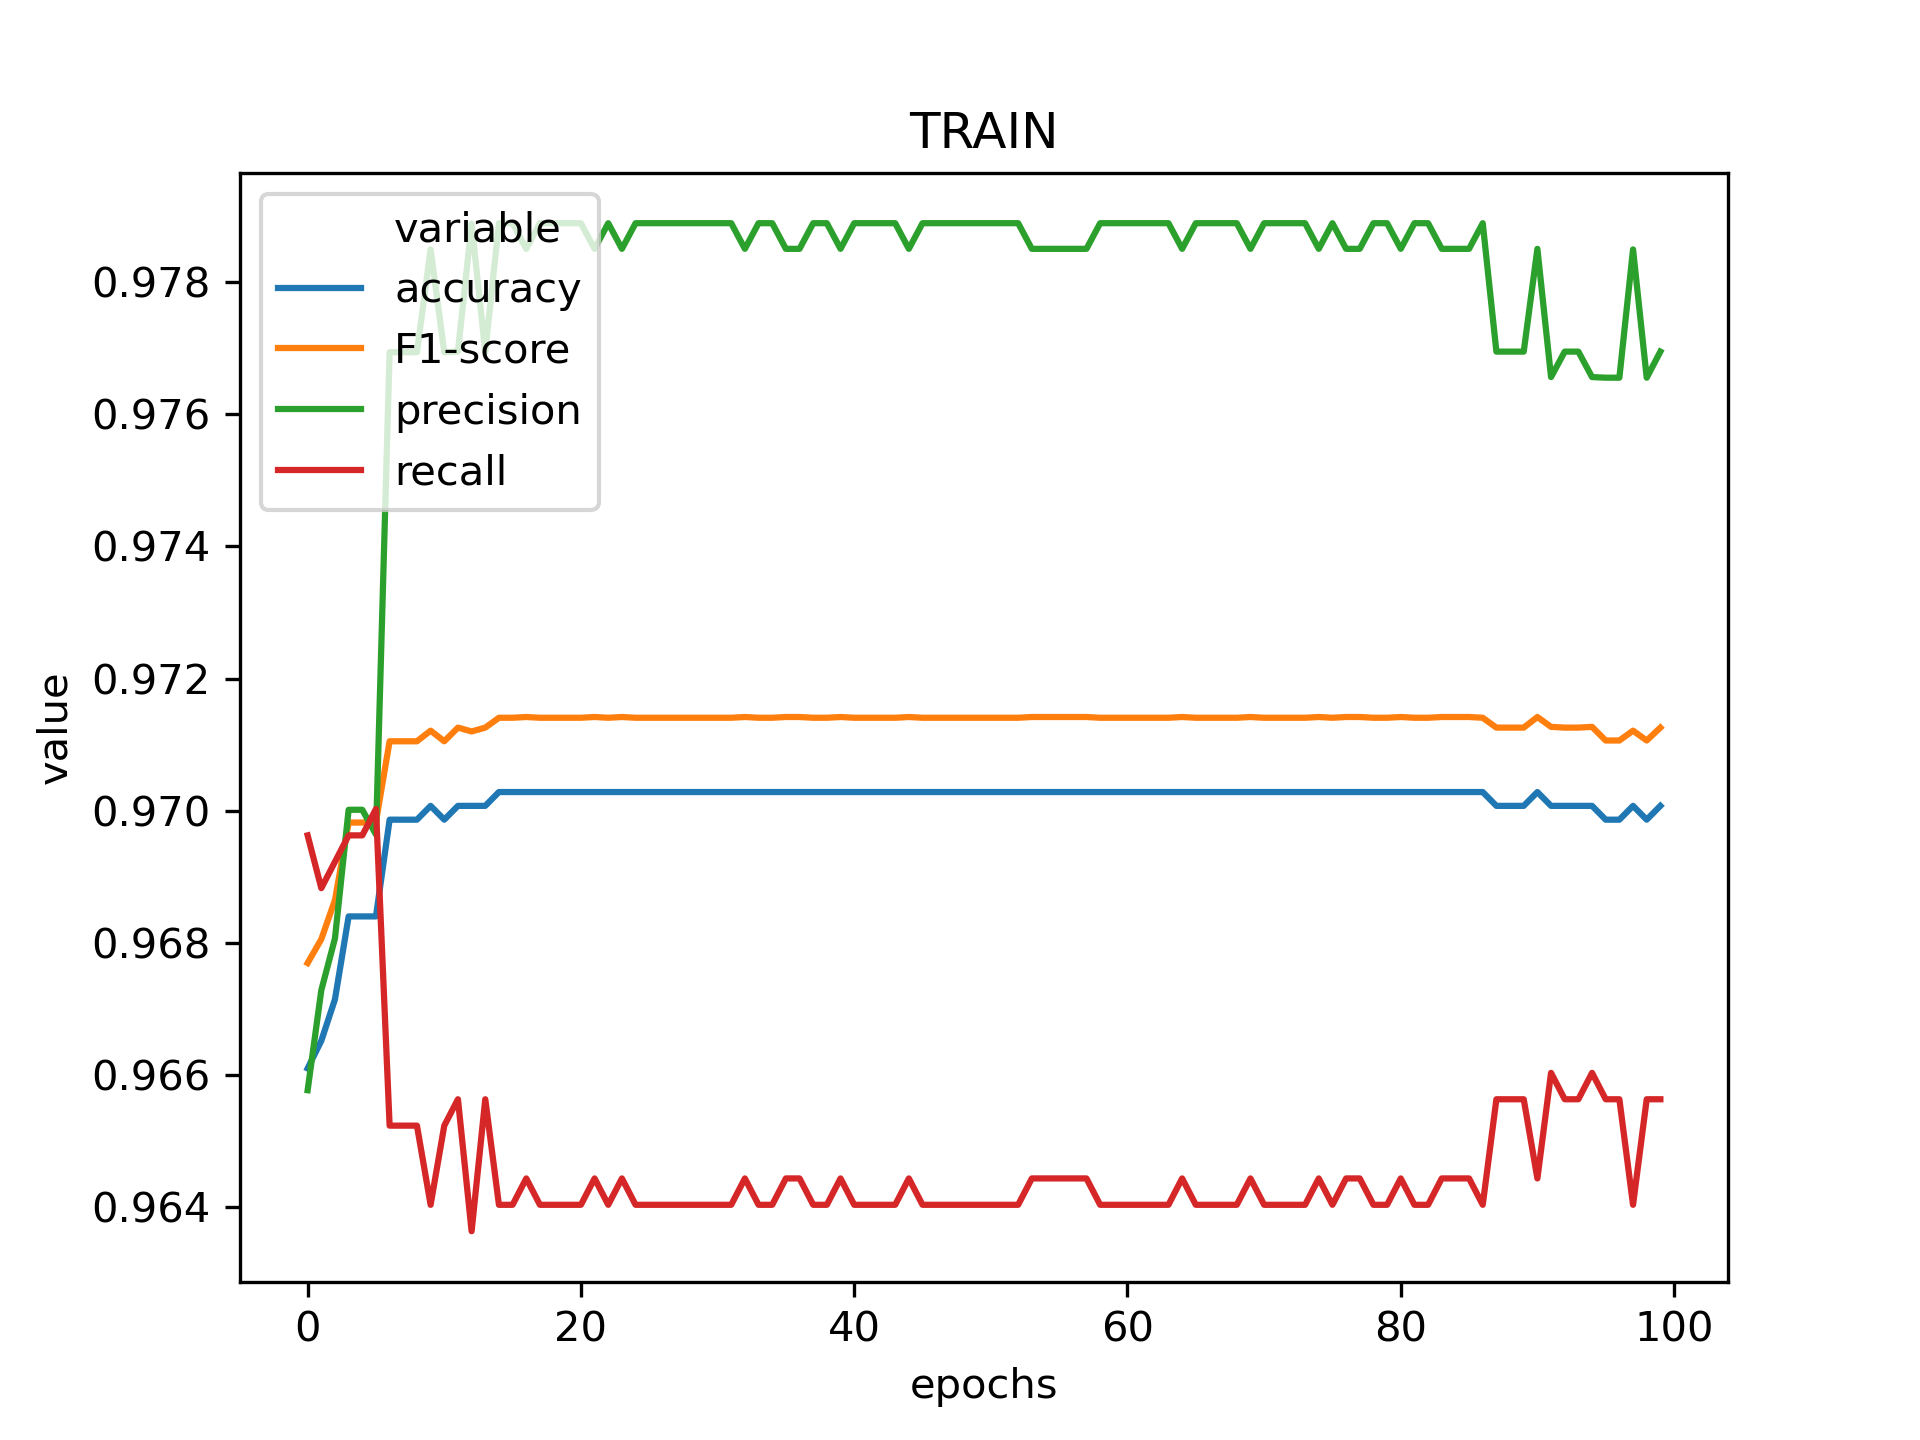 TRAIN
variable
accuracy
F1-score
precision
recall
value
0.978
0.976
0.974
0.972
0.970
0.968
0.966
0.964
0 20 40 60 80 100
epochs